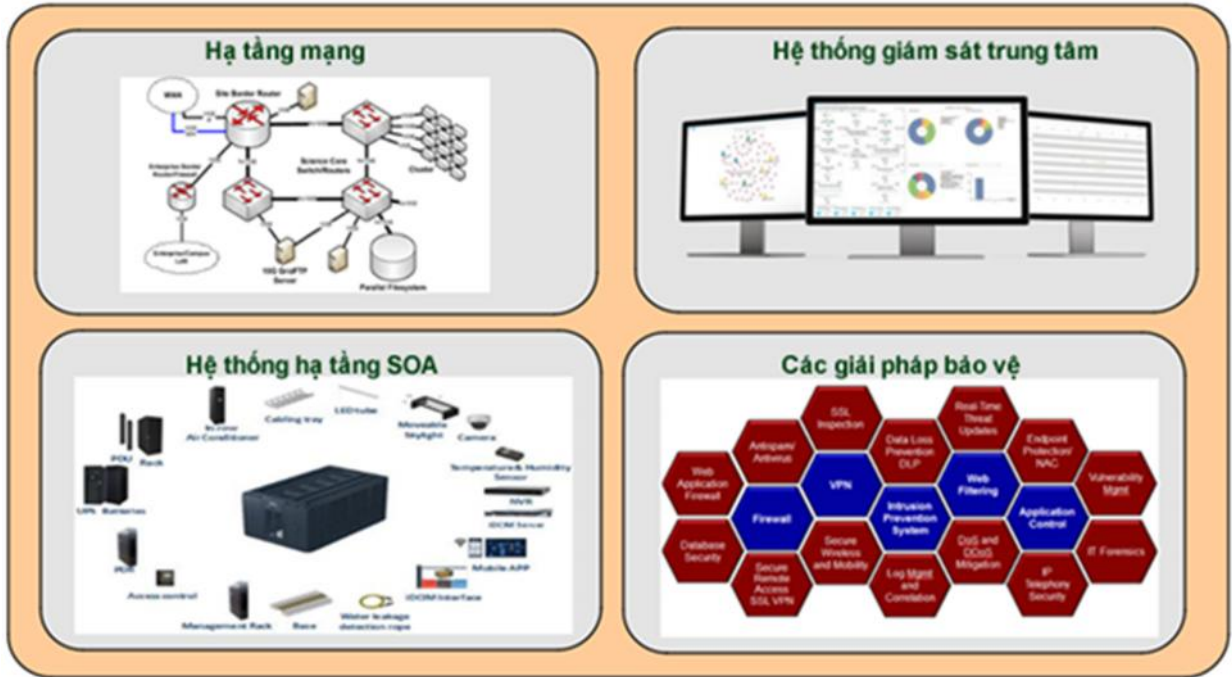 Hạ tầng mạng
WAN
Site Border Router
Enterprise Border
Router/Firewall
Science Core
Switch/Routers
Cluster
Enterprise/Campus
LAN
10G GridFTP
Server
Parallel Filesystem
Hệ thống giám sát trung tâm
Hệ thống hạ tầng SOA
In-row
Air Conditioner
Cabling tray
LED tube
Moveable
Skylight
Camera
PDU
Rack
Temperature & Humidity
Sensor
UPS
Batteries
NVR
iDCIM Server
Mobile APP
Access control
iDCIM Interface
Management Rack
Base
Water leakage
detection rope
Các giải pháp bảo vệ
SSL
Inspection
Real-Time
Threat
Updates
Antispam/
Antivirus
Data Loss
Prevention
DLP
Endpoint
Protection/
NAC
Web
Application
Firewall
VPN
Web
Filtering
Vulnerability
Mgmt
Firewall
Intrusion
Prevention
System
Application
Control
Database
Security
Secure
Wireless
and Mobility
DoS and
DDoS
Mitigation
IT Forensics
Secure
Remote
Access
SSL VPN
Log Mgmt
and
Correlation
IP
Telephony
Security